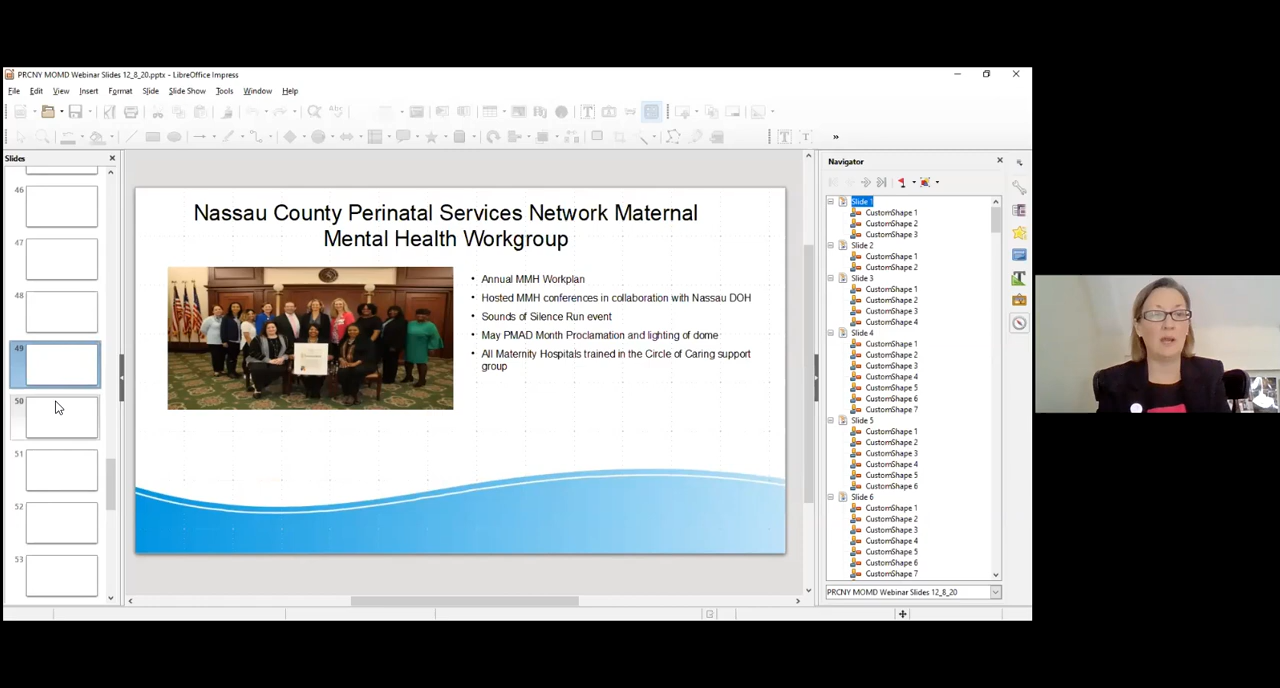 PRCNY MOMD Webinar Slides 12_8_20.pptx - LibreOffice Impress
File Edit View Insert Format Slide Slide Show Tools Window Help
Slides
46
47
48
49
50
51
52
53
Nassau County Perinatal Services Network Maternal
Mental Health Workgroup
• Annual MMH Workplan
• Hosted MMH conferences in collaboration with Nassau DOH
• Sounds of Silence Run event
• May PMAD Month Proclamation and lighting of dome
• All Maternity Hospitals trained in the Circle of Caring support
group
Navigator
Slide 1
CustomShape 1
CustomShape 2
CustomShape 3
Slide 2
CustomShape 1
CustomShape 2
Slide 3
CustomShape 1
CustomShape 2
CustomShape 3
CustomShape 4
Slide 4
CustomShape 1
CustomShape 2
CustomShape 3
CustomShape 4
CustomShape 5
CustomShape 6
CustomShape 7
Slide 5
CustomShape 1
CustomShape 2
CustomShape 3
CustomShape 4
CustomShape 5
CustomShape 6
Slide 6
CustomShape 1
CustomShape 2
CustomShape 3
CustomShape 4
CustomShape 5
CustomShape 6
CustomShape 7
PRCNY MOMD Webinar Slides 12_8_20